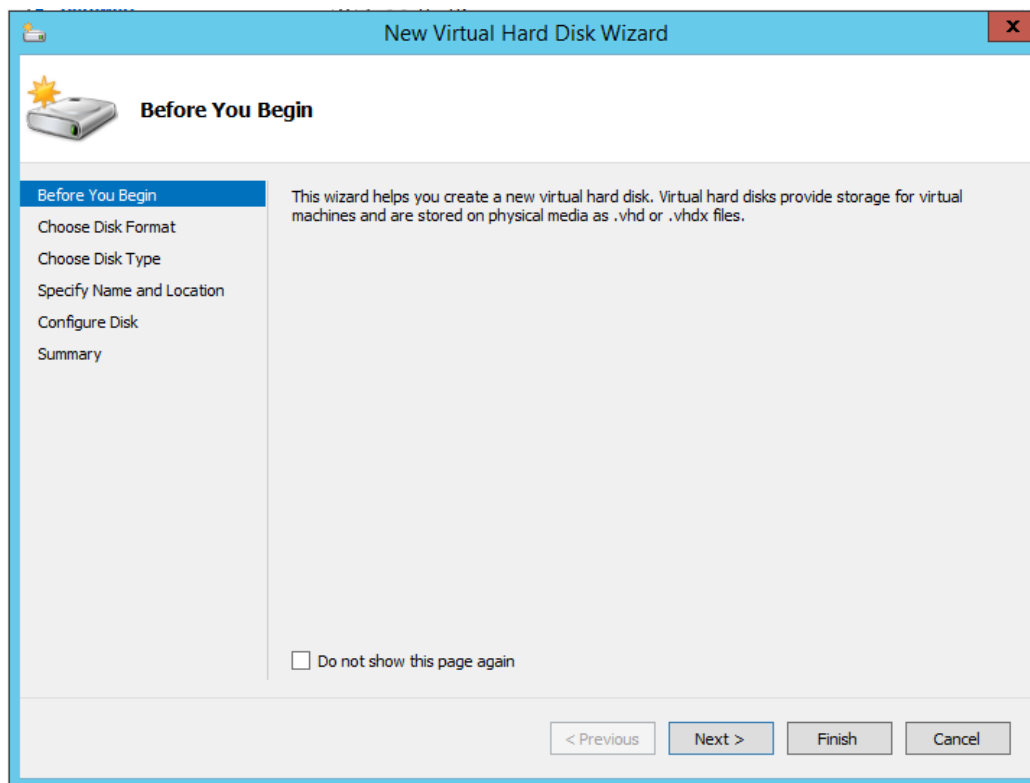 New Virtual Hard Disk Wizard
x
Before You Begin
Before You Begin
Choose Disk Format
Choose Disk Type
Specify Name and Location
Configure Disk
Summary
This wizard helps you create a new virtual hard disk. Virtual hard disks provide storage for virtual
machines and are stored on physical media as .vhd or .vhdx files.
Do not show this page again
< Previous
Next >
Finish
Cancel